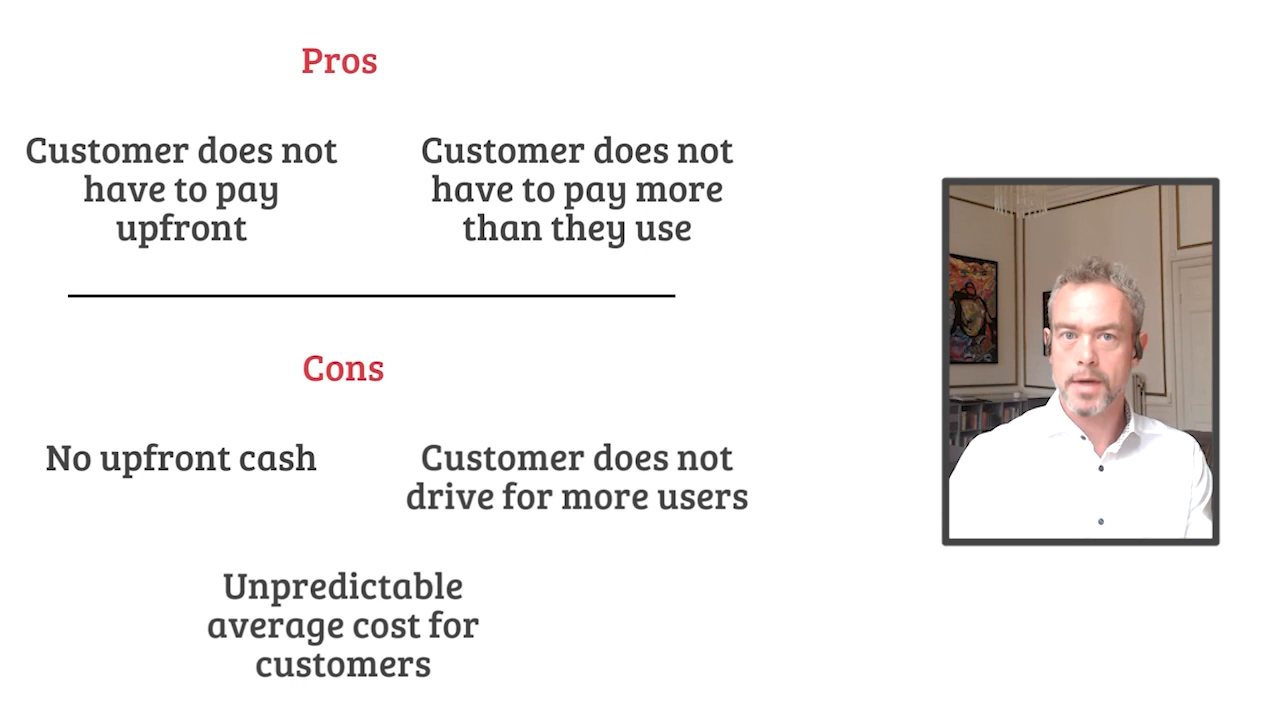 Pros
Customer does not
have to pay
upfront
Customer does not
have to pay more
than they use
Cons
No upfront cash
Customer does not
drive for more users
Unpredictable
average cost for
customers